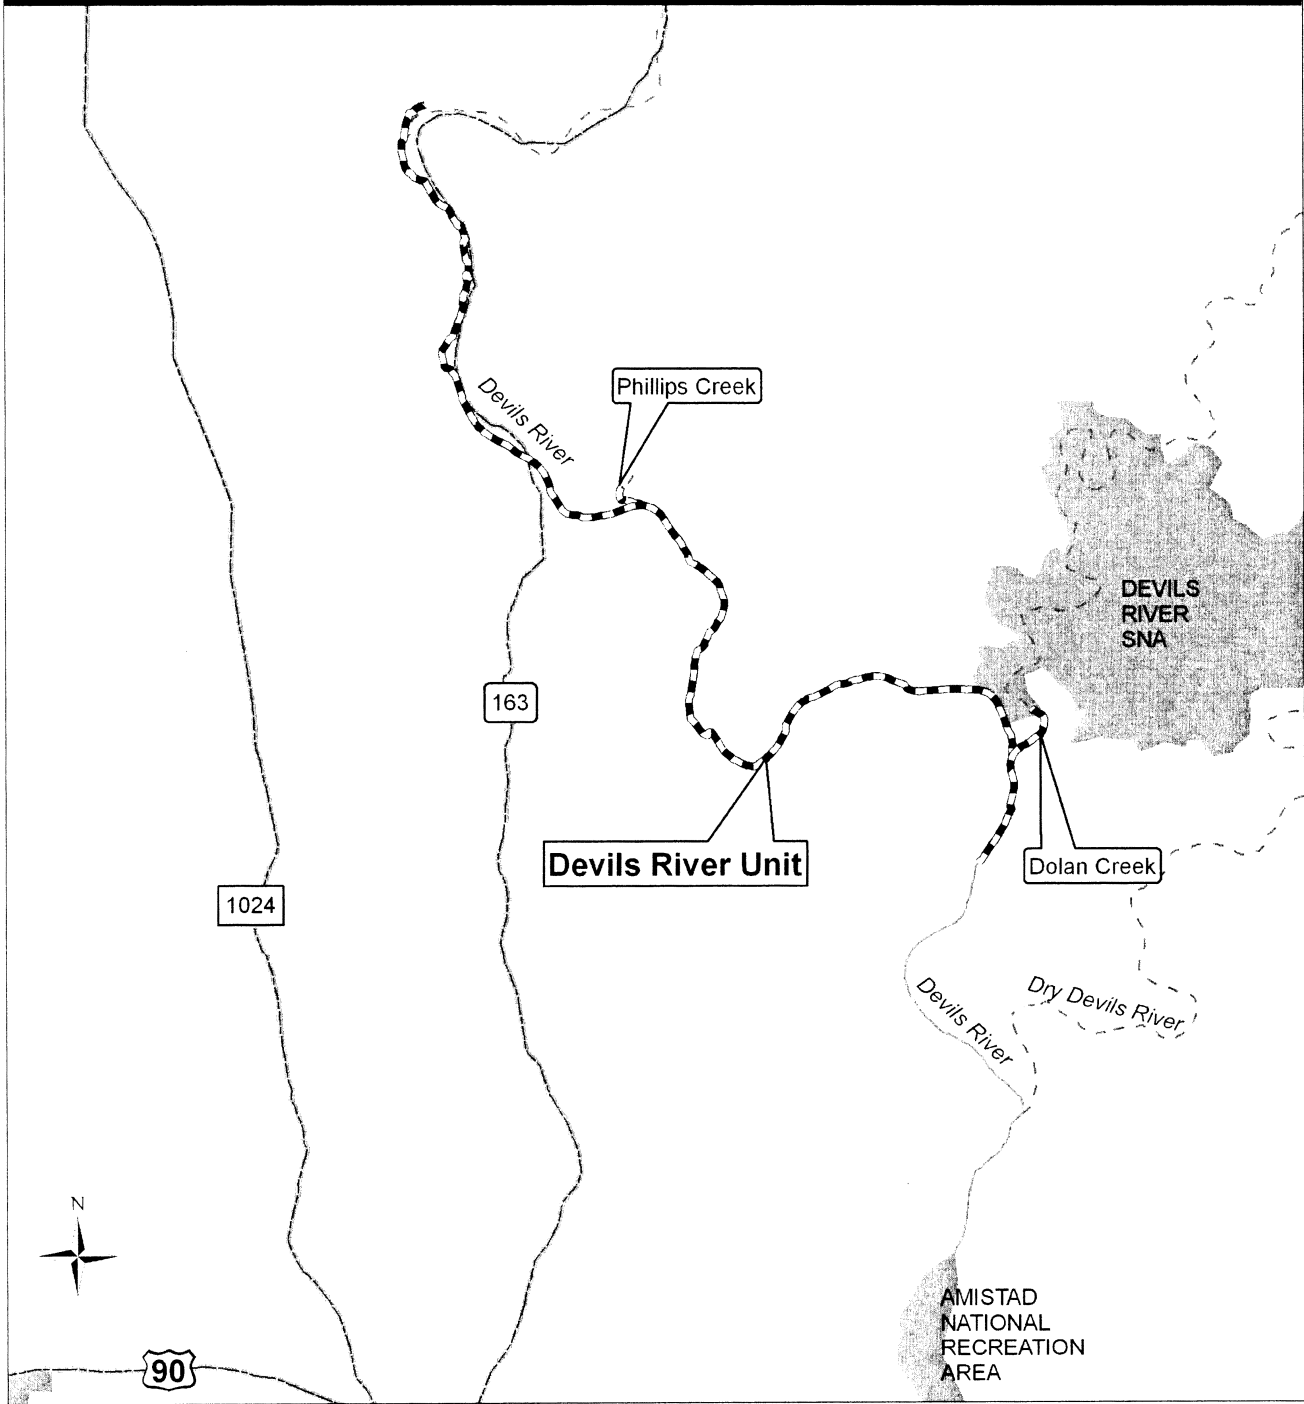 Devils River
Phillips Creek
DEVILS
RIVER
SNA
163
Devils River Unit
Dolan Creek
1024
Devils River
Dry Devils River
N
AMISTAD
NATIONAL
RECREATION
AREA
90